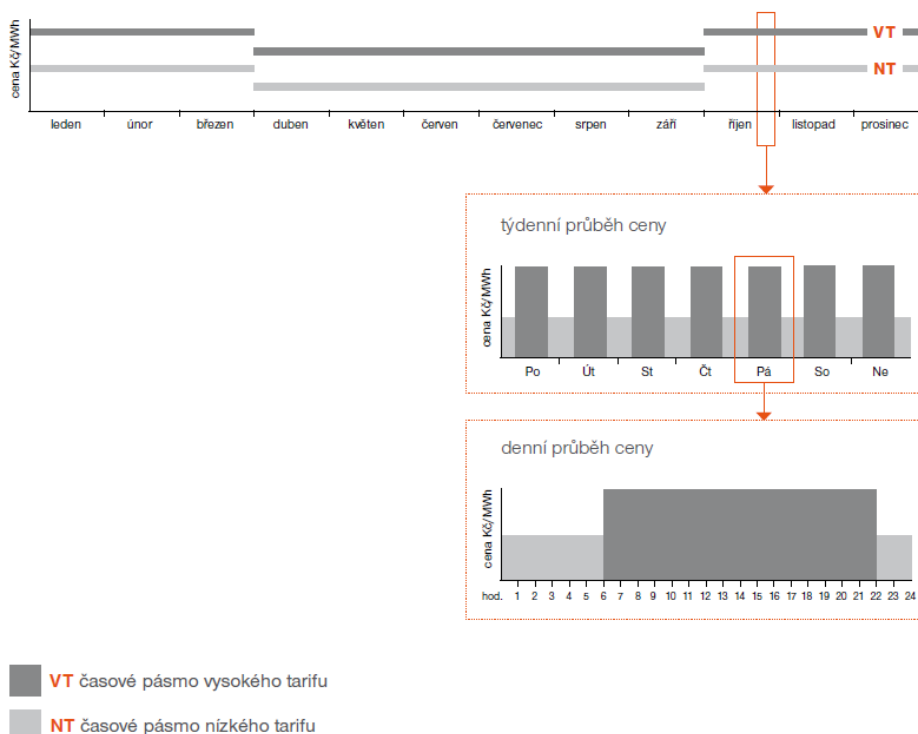 cena Kč/MWh
VT
NT
leden únor březen duben květen červen červenec srpen září říjen listopad prosinec
týdenní průběh ceny
cena Kč/MWh
Po Út St Čt Pá So Ne
denní průběh ceny
cena Kč/MWh
hod. 1 2 3 4 5 6 7 8 9 10 11 12 13 14 15 16 17 18 19 20 21 22 23 24
VT časové pásmo vysokého tarifu
NT časové pásmo nízkého tarifu